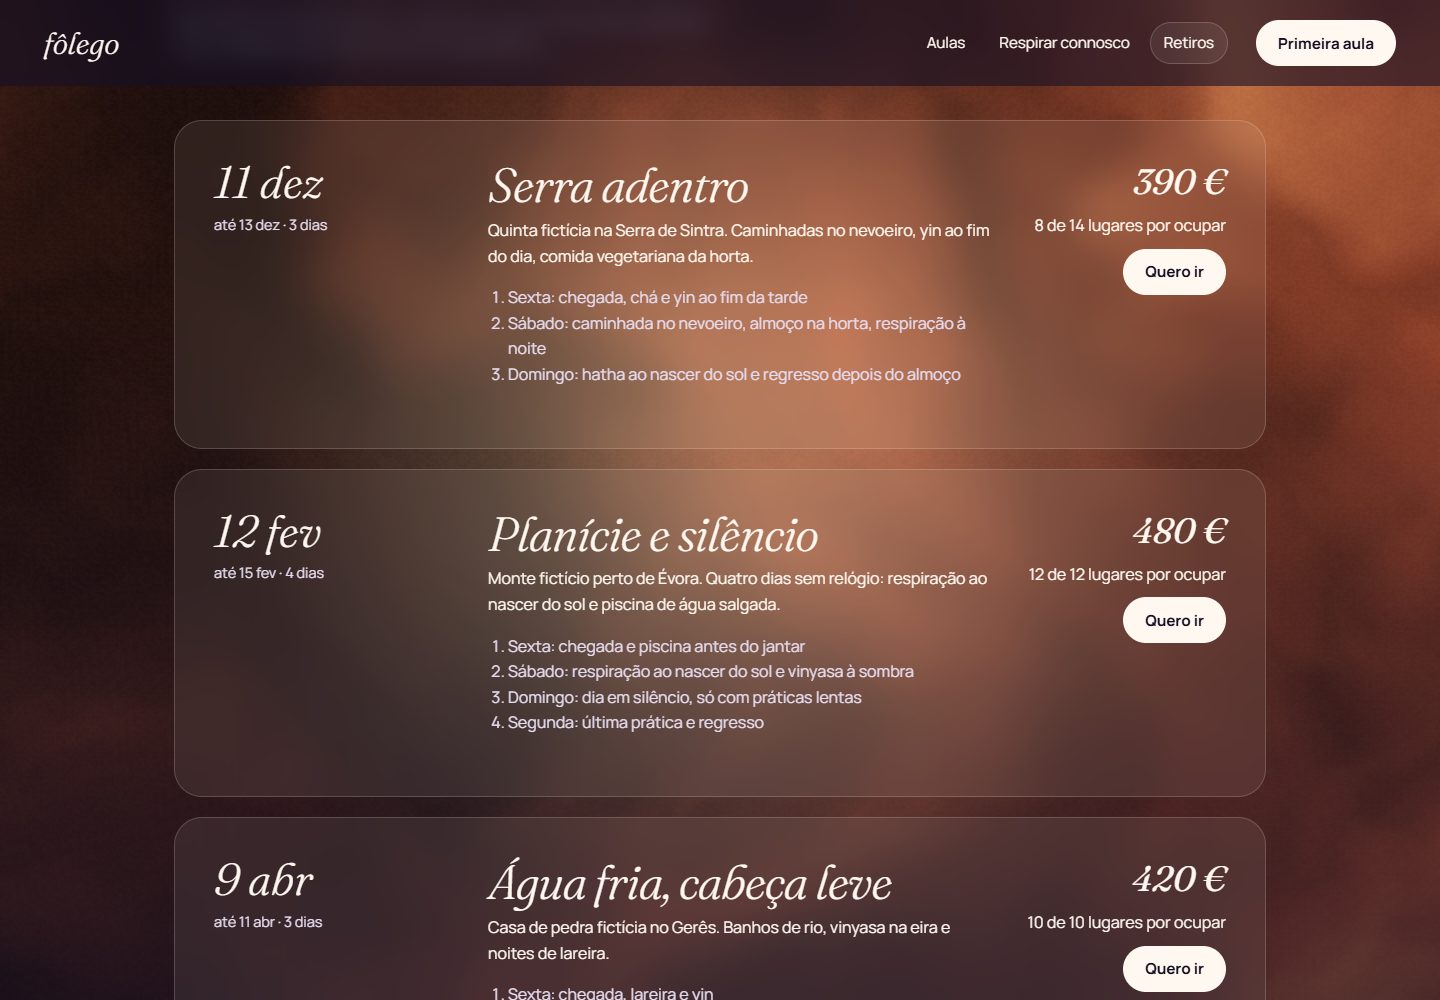 fôlego
Aulas
Respirar connosco
Retiros
Primeira aula
11 dez
até 13 dez · 3 dias
Serra adentro
Quinta fictícia na Serra de Sintra. Caminhadas no nevoeiro, yin ao fim
do dia, comida vegetariana da horta.
1. Sexta: chegada, chá e yin ao fim da tarde
2. Sábado: caminhada no nevoeiro, almoço na horta, respiração à
noite
3. Domingo: hatha ao nascer do sol e regresso depois do almoço
390 €
8 de 14 lugares por ocupar
Quero ir
12 fev
até 15 fev · 4 dias
Planície e silêncio
Monte fictício perto de Évora. Quatro dias sem relógio: respiração ao
nascer do sol e piscina de água salgada.
1. Sexta: chegada e piscina antes do jantar
2. Sábado: respiração ao nascer do sol e vinyasa à sombra
3. Domingo: dia em silêncio, só com práticas lentas
4. Segunda: última prática e regresso
480 €
12 de 12 lugares por ocupar
Quero ir
9 abr
até 11 abr · 3 dias
Água fria, cabeça leve
Casa de pedra fictícia no Gerês. Banhos de rio, vinyasa na eira e
noites de lareira.
1. Sexta: chegada, lareira e yin
420 €
10 de 10 lugares por ocupar
Quero ir